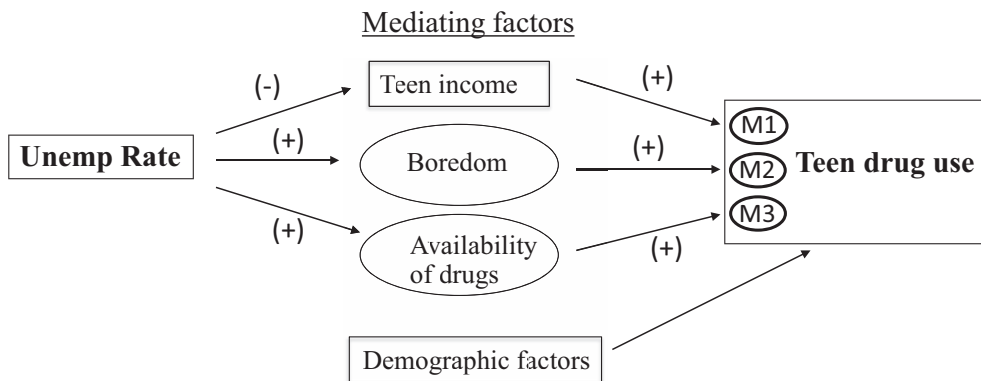 Mediating factors
(-)
Teen income
(+)
Unemp Rate
(+)
Boredom
(+)
M1
M2
M3
Teen drug use
(+)
Availability
of drugs
(+)
Demographic factors